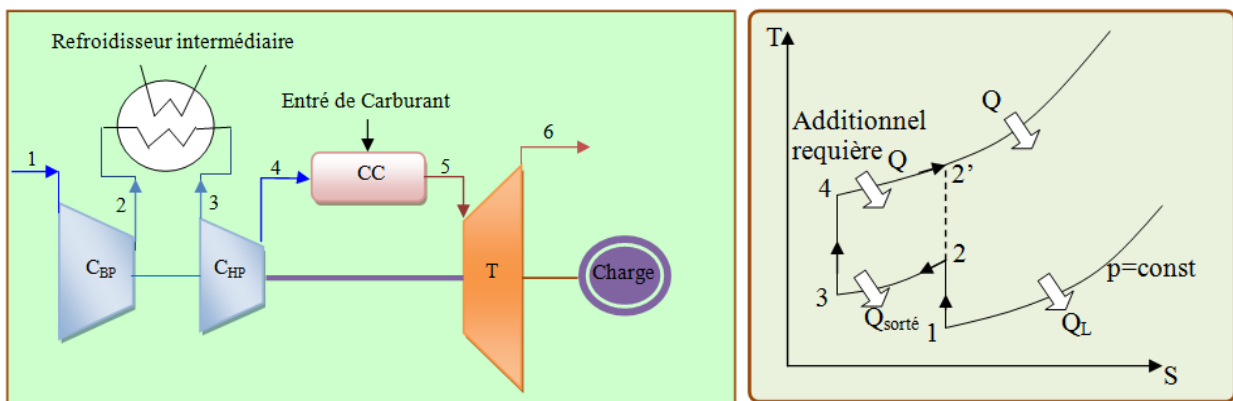 Refroidisseur intermédiaire
Entré de Carburant
1
2
3
4
CC
5
6
C_BP
C_HP
T
Charge
T
Additionnel
requière
Q
Q
4
2'
2
3
Q_sorté
1
Q_L
p=const
S